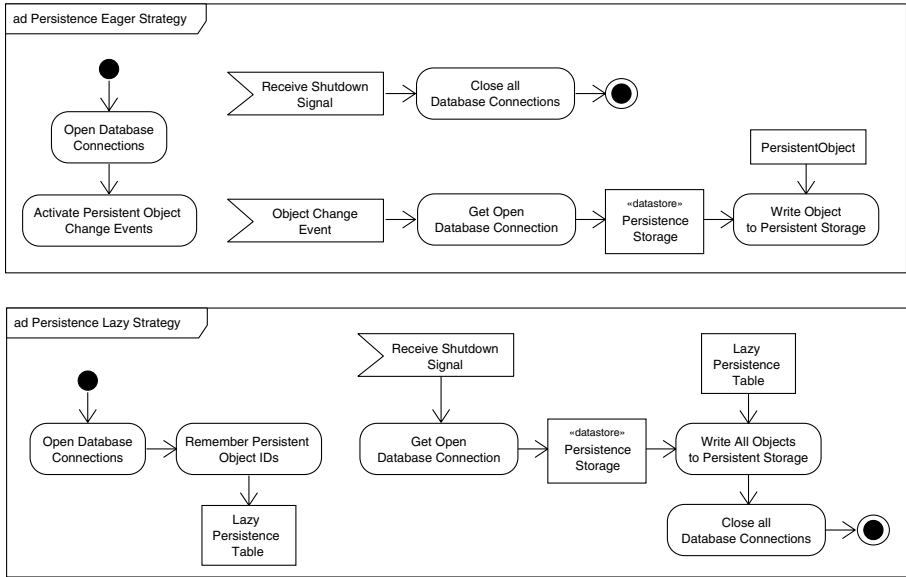 ad Persistence Eager Strategy
Receive Shutdown
Signal
Close all
Database Connections
Open Database
Connections
PersistentObject
Activate Persistent Object
Change Events
Object Change
Event
Get Open
Database Connection
«datastore»
Persistence
Storage
Write Object
to Persistent Storage
ad Persistence Lazy Strategy
Receive Shutdown
Signal
Lazy
Persistence
Table
Open Database
Connections
Remember Persistent
Object IDs
Get Open
Database Connection
«datastore»
Persistence
Storage
Write All Objects
to Persistent Storage
Lazy
Persistence
Table
Close all
Database Connections